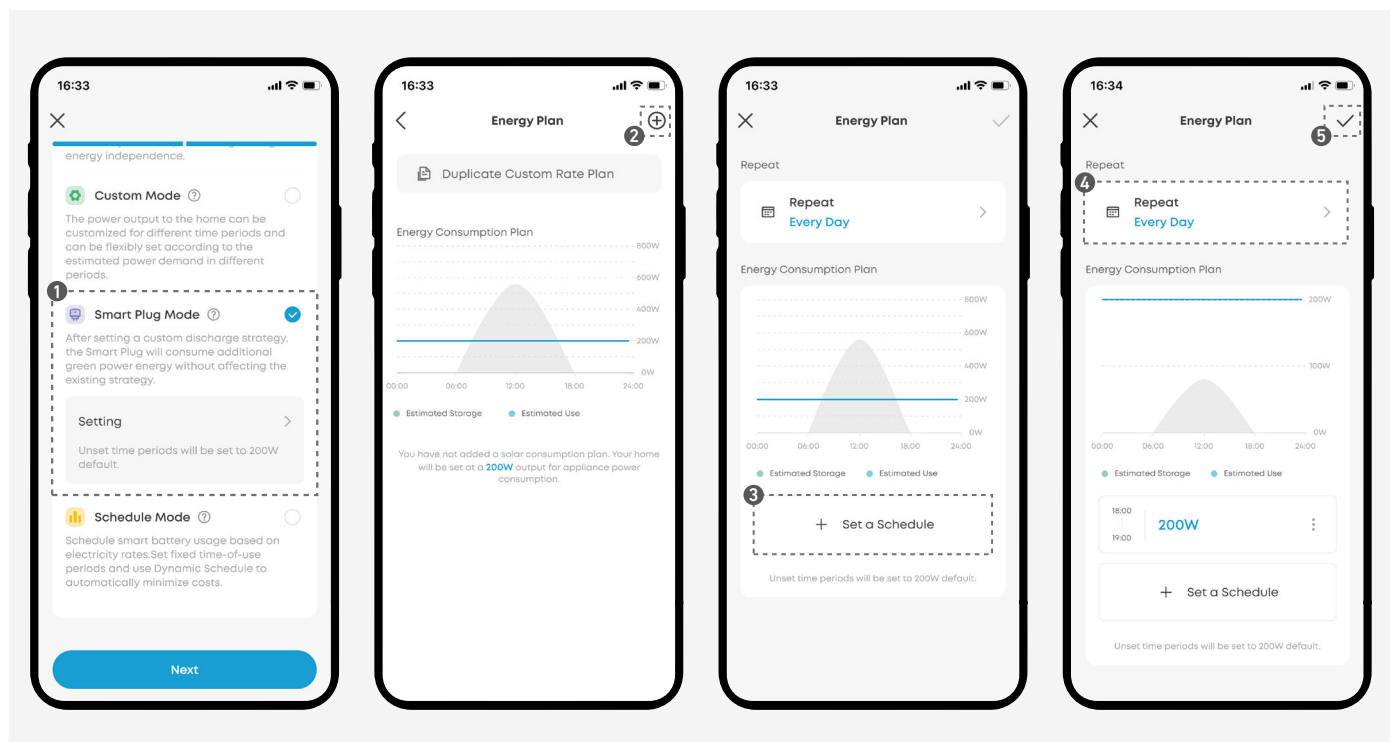 16:33
energy independence.
Custom Mode
The power output to the home can be
customized for different time periods and
can be flexibly set according to the
estimated power demand in different
periods.
1
Smart Plug Mode
After setting a custom discharge strategy,
the Smart Plug will consume additional
green power energy without affecting the
existing strategy.
Setting
Unset time periods will be set to 200W
default.
Schedule Mode
Schedule smart battery usage based on
electricity rates.Set fixed time-of-use
periods and use Dynamic Schedule to
automatically minimize costs.
Next
16:33
Energy Plan
2
Duplicate Custom Rate Plan
Energy Consumption Plan
800W
600W
400W
200W
0W
00:00 06:00 12:00 18:00 24:00
Estimated Storage Estimated Use
You have not added a solar consumption plan. Your home
will be set at a 200W output for appliance power
consumption.
16:33
Energy Plan
Repeat
Repeat
Every Day
Energy Consumption Plan
800W
600W
400W
200W
0W
00:00 06:00 12:00 18:00 24:00
Estimated Storage Estimated Use
3
+ Set a Schedule
Unset time periods will be set to 200W default.
16:34
Energy Plan
5
Repeat
4
Repeat
Every Day
Energy Consumption Plan
200W
100W
0W
00:00 06:00 12:00 18:00 24:00
Estimated Storage Estimated Use
18:00
200W
19:00
+ Set a Schedule
Unset time periods will be set to 200W default.